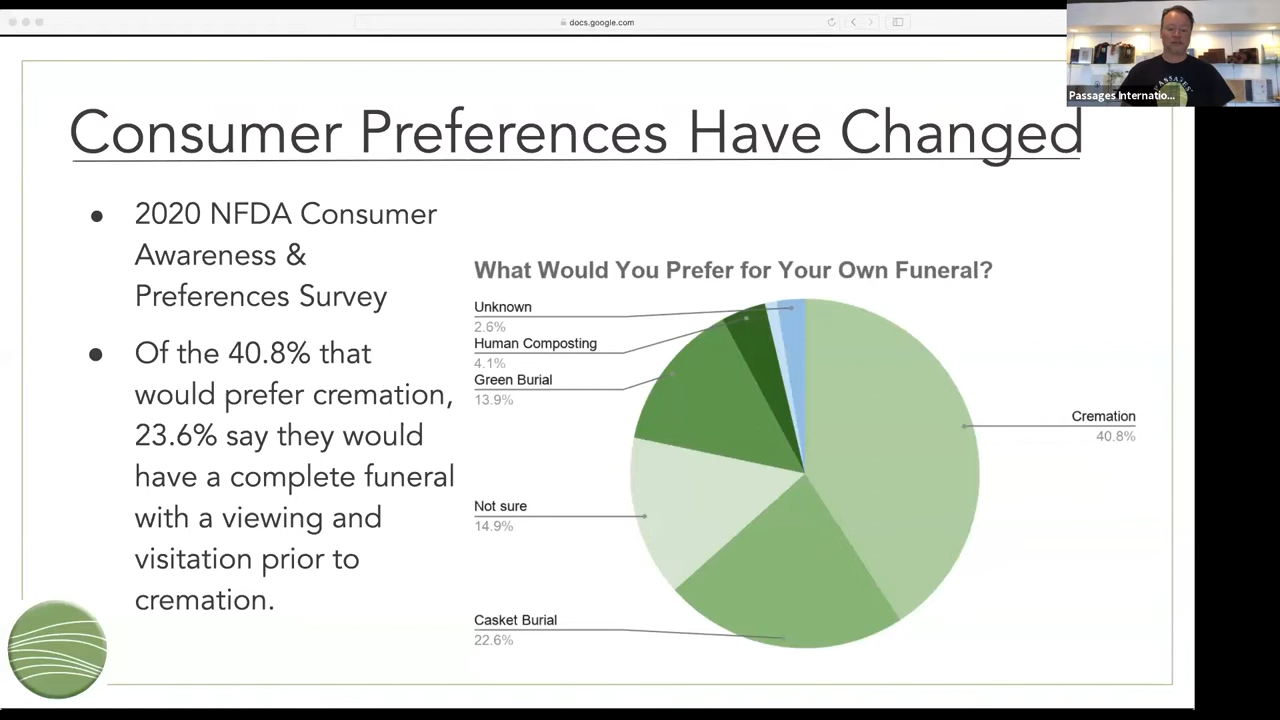 docs.google.com
Passages Internatio...
PASSAGES
Consumer Preferences Have Changed
● 2020 NFDA Consumer
Awareness &
Preferences Survey
● Of the 40.8% that
would prefer cremation,
23.6% say they would
have a complete funeral
with a viewing and
visitation prior to
cremation.
What Would You Prefer for Your Own Funeral?
Unknown
2.6%
Human Composting
4.1%
Green Burial
13.9%
Not sure
14.9%
Casket Burial
22.6%
Cremation
40.8%